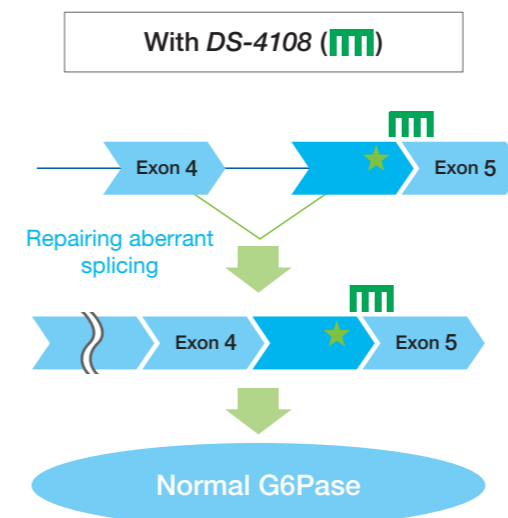 With DS-4108 ( )
Exon 4
Exon 5
Repairing aberrant
splicing
Exon 4
Exon 5
Normal G6Pase